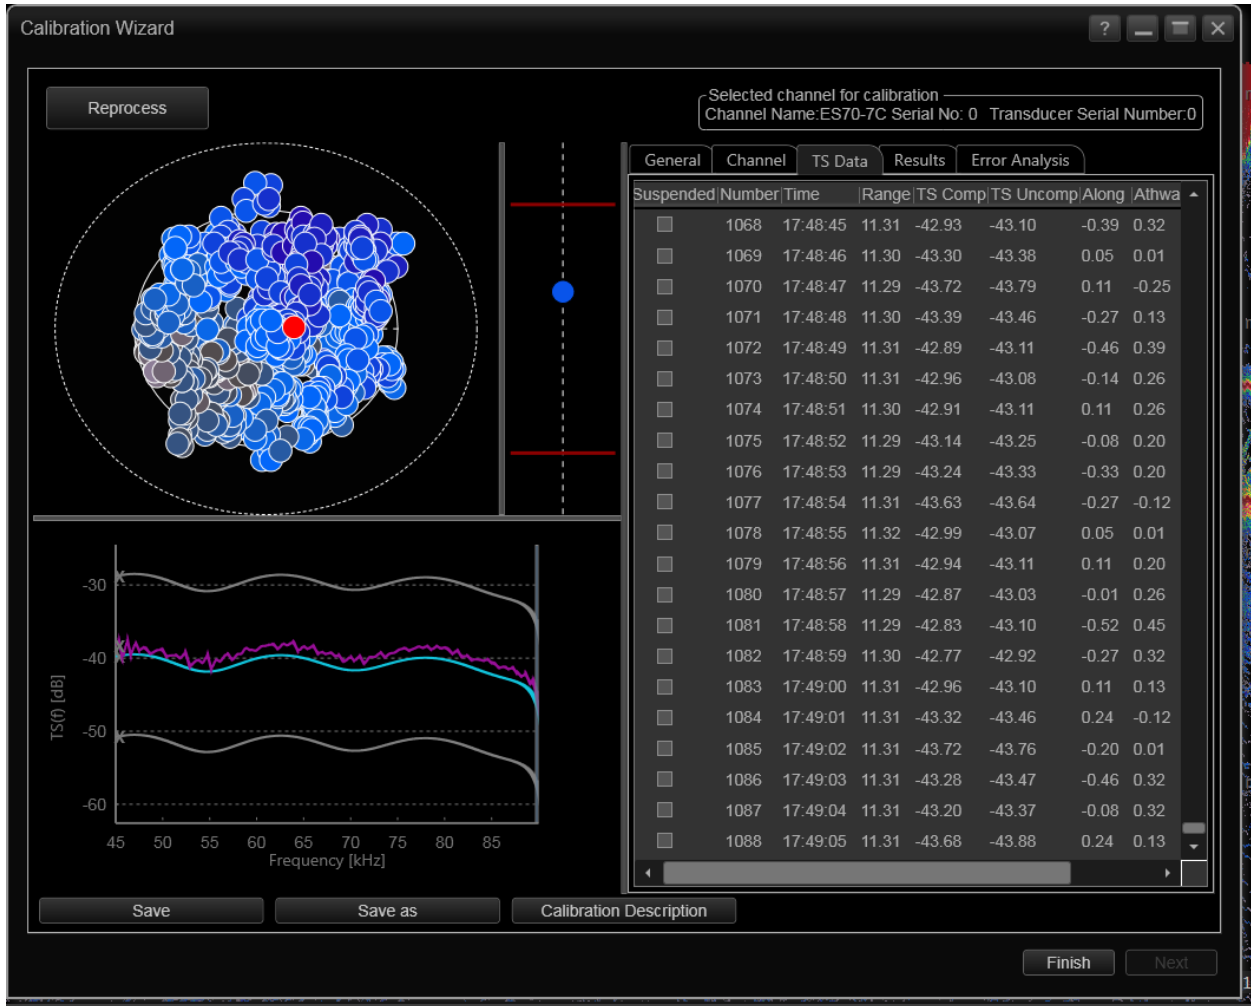 Calibration Wizard
?
Reprocess
Selected channel for calibration
Channel Name:ES70-7C Serial No: 0 Transducer Serial Number:0
General Channel TS Data Results Error Analysis
Suspended Number Time Range TS Comp TS Uncomp Along Athwa
1068 17:48:45 11.31 -42.93 -43.10 -0.39 0.32
1069 17:48:46 11.30 -43.30 -43.38 0.05 0.01
1070 17:48:47 11.29 -43.72 -43.79 0.11 -0.25
1071 17:48:48 11.30 -43.39 -43.46 -0.27 0.13
1072 17:48:49 11.31 -42.89 -43.11 -0.46 0.39
1073 17:48:50 11.31 -42.96 -43.08 -0.14 0.26
1074 17:48:51 11.30 -42.91 -43.11 0.11 0.26
1075 17:48:52 11.29 -43.14 -43.25 -0.08 0.20
1076 17:48:53 11.29 -43.24 -43.33 -0.33 0.20
1077 17:48:54 11.31 -43.63 -43.64 -0.27 -0.12
1078 17:48:55 11.32 -42.99 -43.07 0.05 0.01
1079 17:48:56 11.31 -42.94 -43.11 0.11 0.20
1080 17:48:57 11.29 -42.87 -43.03 -0.01 0.26
1081 17:48:58 11.29 -42.83 -43.10 -0.52 0.45
1082 17:48:59 11.30 -42.77 -42.92 -0.27 0.32
1083 17:49:00 11.31 -42.96 -43.10 0.11 0.13
1084 17:49:01 11.31 -43.32 -43.46 0.24 -0.12
1085 17:49:02 11.31 -43.72 -43.76 -0.20 0.01
1086 17:49:03 11.31 -43.28 -43.47 -0.46 0.32
1087 17:49:04 11.31 -43.20 -43.37 -0.08 0.32
1088 17:49:05 11.31 -43.68 -43.88 0.24 0.13
TS(f) [dB]
-30
-40
-50
-60
45 50 55 60 65 70 75 80 85
Frequency [kHz]
Save Save as Calibration Description
Finish Next